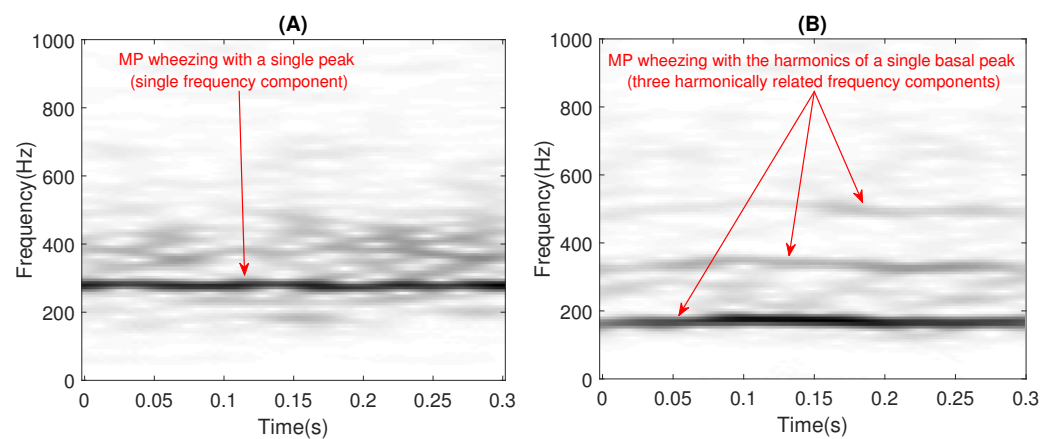 (A)
MP wheezing with a single peak
(single frequency component)
1000
800
600
400
200
0
Frequency(Hz)
0
0.05
0.1
0.15
0.2
0.25
0.3
Time(s)
(B)
MP wheezing with the harmonics of a single basal peak
(three harmonically related frequency components)
1000
800
600
400
200
0
Frequency(Hz)
0
0.05
0.1
0.15
0.2
0.25
0.3
Time(s)